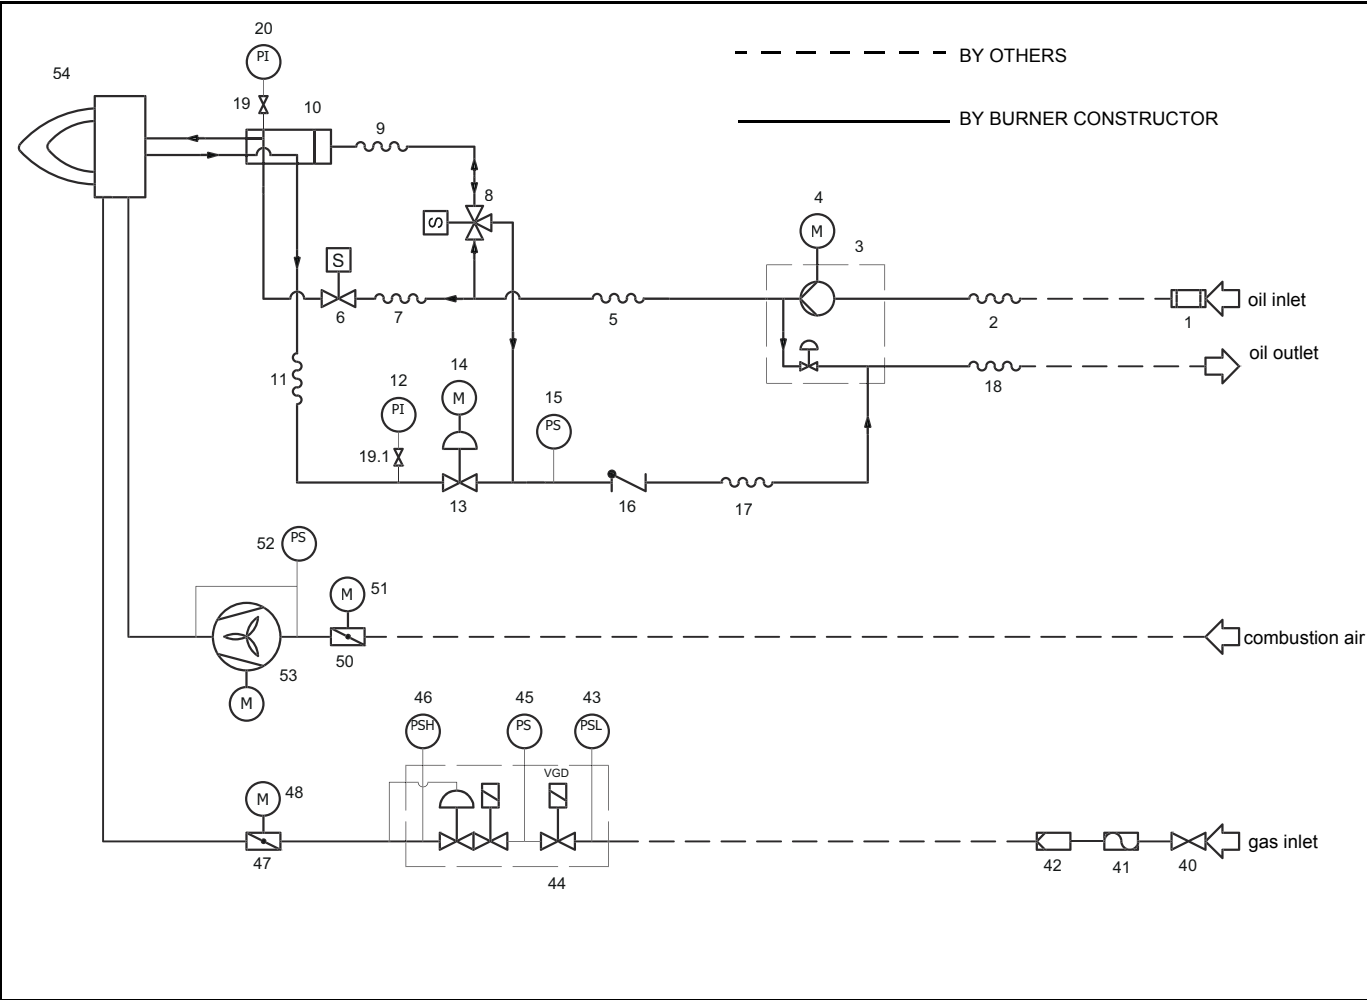 20
PI
BY OTHERS
54
19
10
9
BY BURNER CONSTRUCTOR
8
S
4
M
3
S
6
7
5
2
1
oil inlet
oil outlet
18
11
12
PI
14
M
15
PS
19.1
13
16
17
52
PS
51
M
50
53
M
combustion air
46
PSH
45
PS
43
PSL
VGD
48
M
47
44
42
41
40
gas inlet